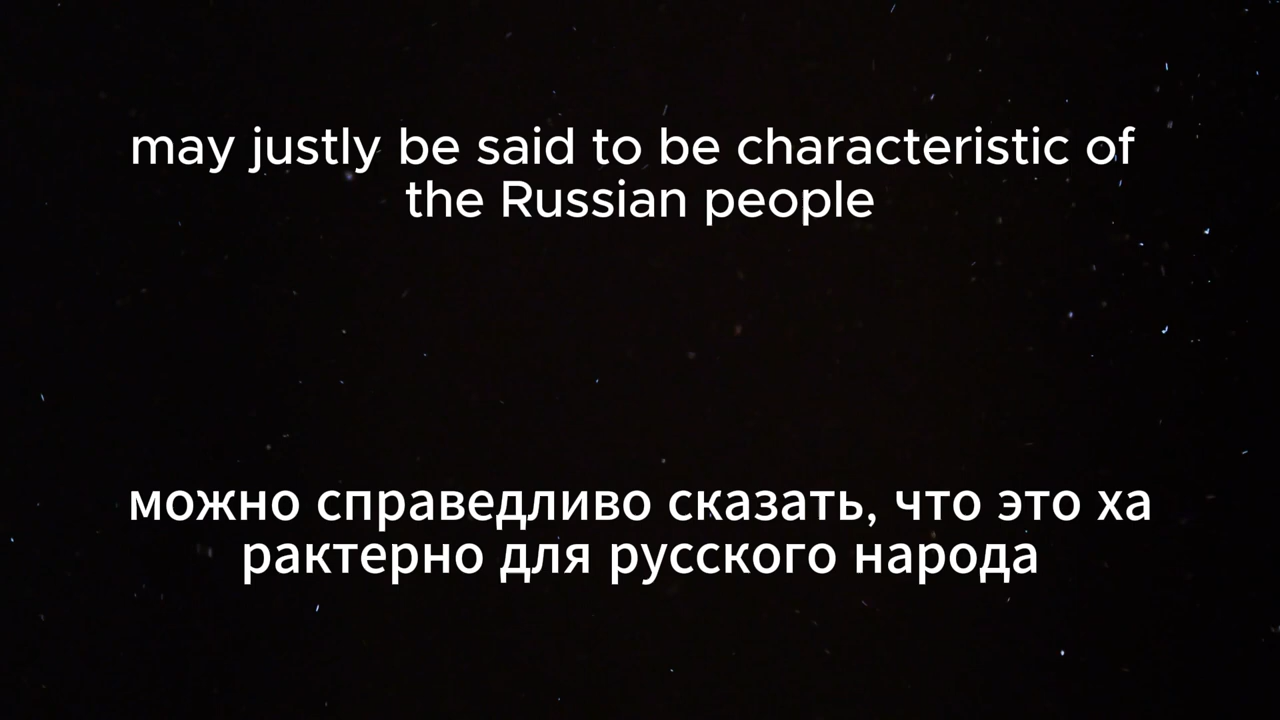 may justly be said to be characteristic of
the Russian people
можно справедливо сказать, что это ха
рактерно для русского народа